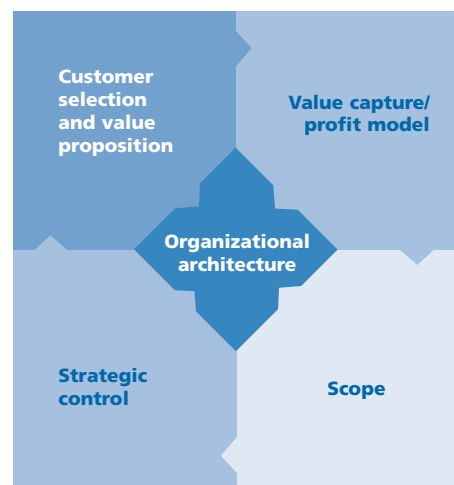 Customer
selection
and value
proposition
Value capture/
profit model
Organizational
architecture
Strategic
control
Scope